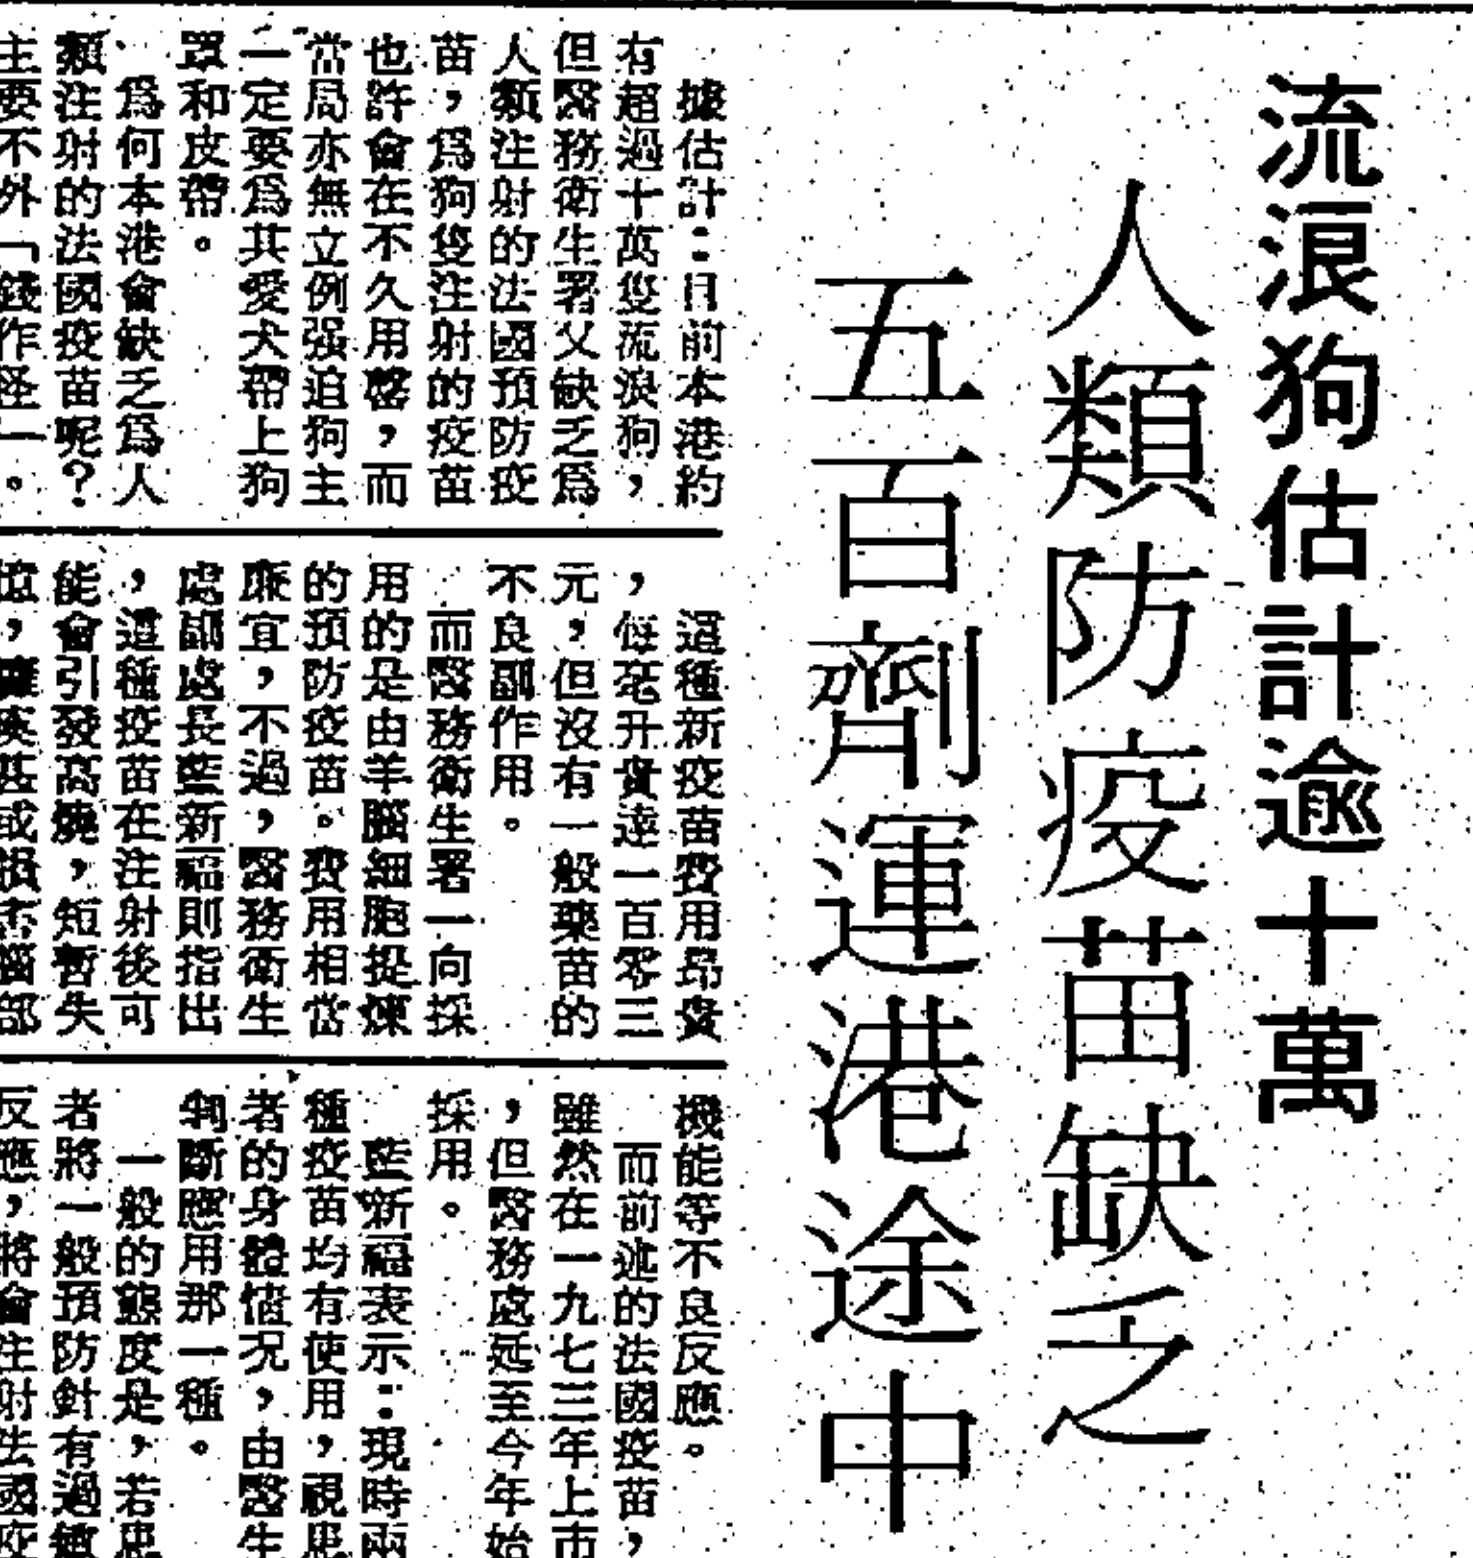 流浪狗估計逾十萬
人類防疫苗缺乏
五百劑運港途中
據估計：目前本港約
有超過十萬隻流浪狗，
但醫務衛生署又缺乏爲
人類注射的法國預防疫
苗，爲狗隻注射的疫苗
也許會在不久用罄，而
當局亦無立例强迫狗主
一定要爲其愛犬帶上狗
罩和皮帶。
爲何本港會缺乏爲人
類注射的法國疫苗呢？
主要不外「錢作怪」。
這種新疫苗費用昂貴
，每毫升貴達一百零三
元，但沒有一般藥苗的
不良副作用。
而醫務衛生署一向採
用的是由羊腦細胞提煉
的預防疫苗。費用相當
廉宜，不過，醫務衛生
處副處長藍新福則指出
，這種疫苗在注射後可
能會引發高燒，短暫失
憶，癱瘓甚或損害腦部
機能等不良反應。
而前述的法國疫苗，
雖然在一九七三年上市
，但醫務處延至今年始
採用。
藍新福表示：現時兩
種疫苗均有使用，視患
者的身體情况，由醫生
判斷應用那一種。
一般的態度是，若患
者將一般預防針有過敏
反應，將會注射法國疫